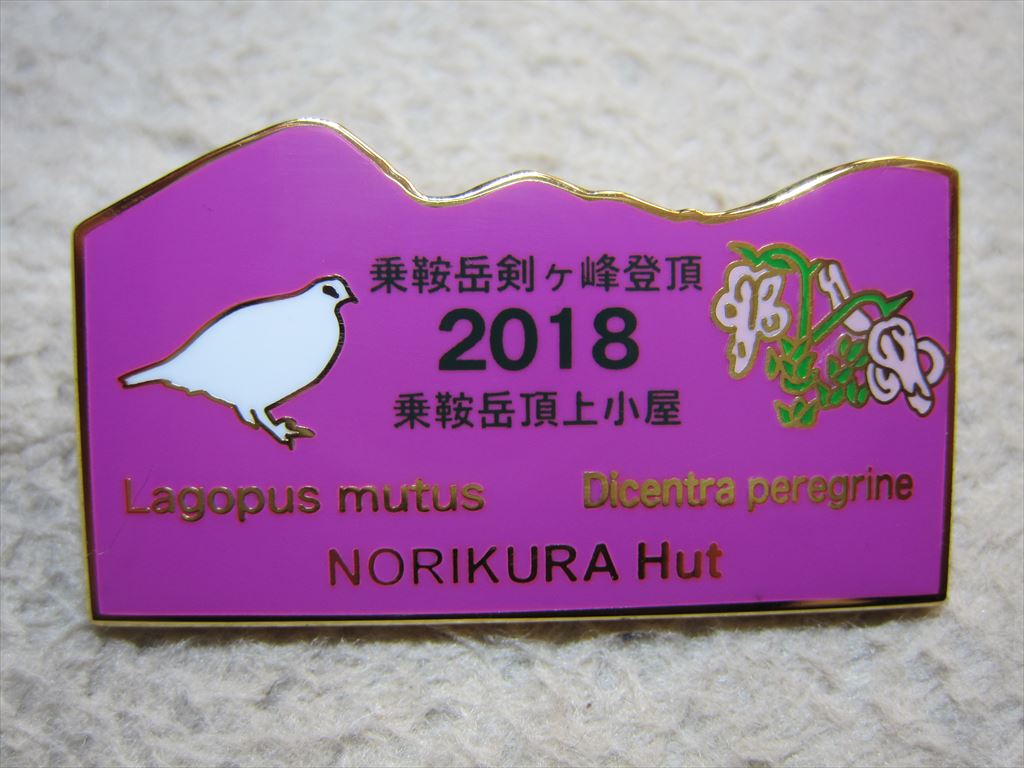 乗鞍岳剣ヶ峰登頂
2018
乗鞍岳頂上小屋
Lagopus mutus
Dicentra peregrine
NORIKURA Hut